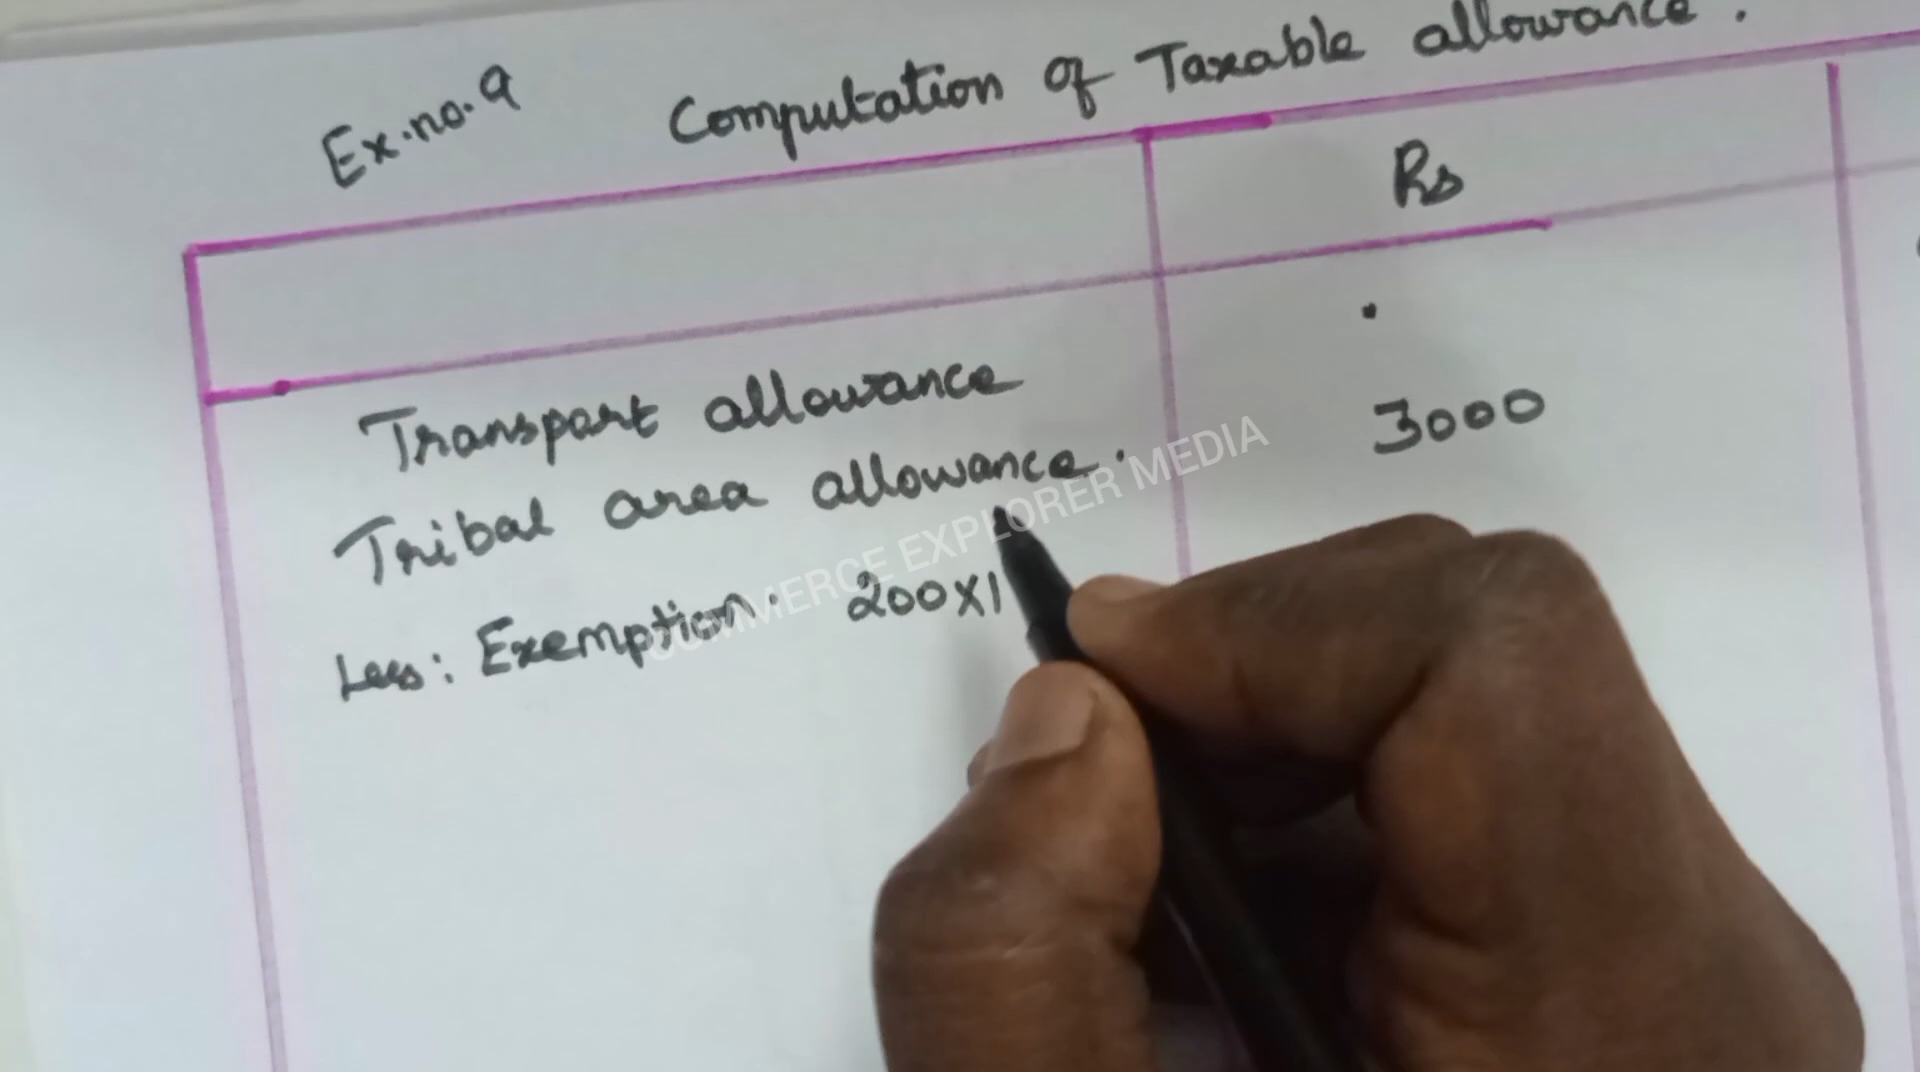 Ex.no.9
Computation of Taxable allowance.
Rs
Transport allowance
.
Tribal area allowance.
3000
Less: Exemption. 200X1
COMMERCE EXPLORER MEDIA